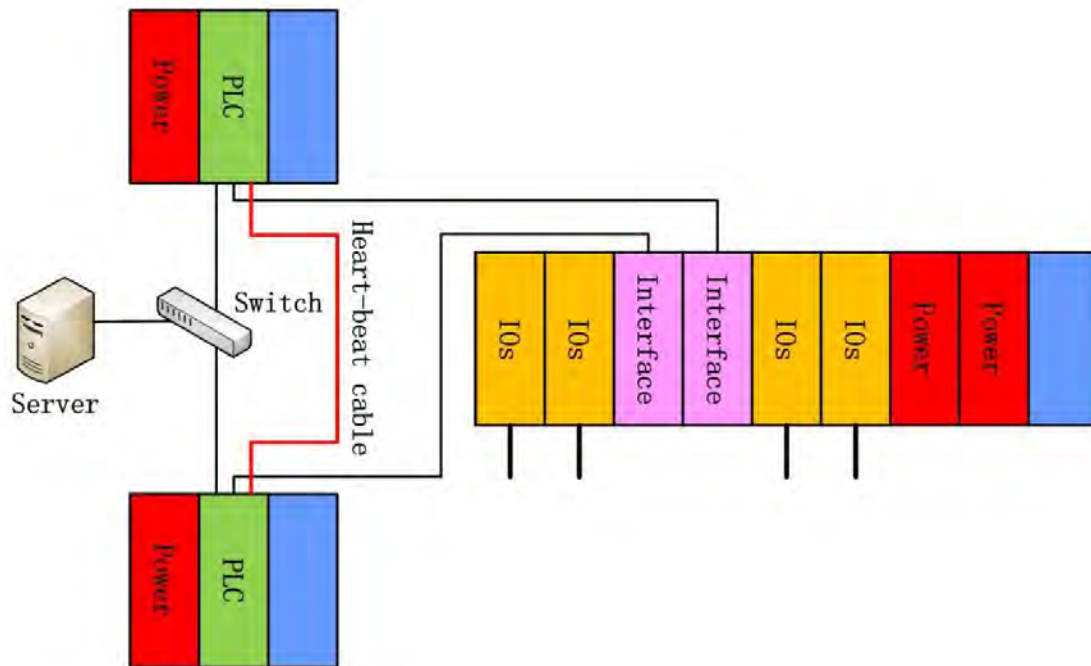 Power
PLC
Heart-beat cable
Switch
Server
IOs
IOs
Interface
Interface
IOs
IOs
Power
Power
Power
PLC